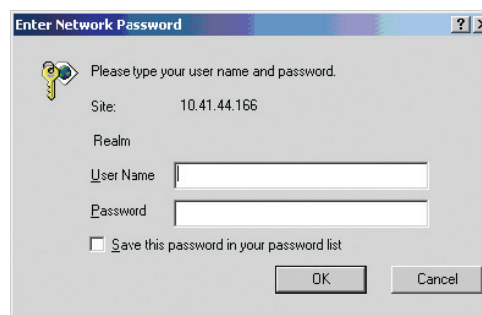 Enter Network Password
Please type your user name and password.
Site: 10.41.44.166
Realm
User Name
Password
Save this password in your password list
OK Cancel